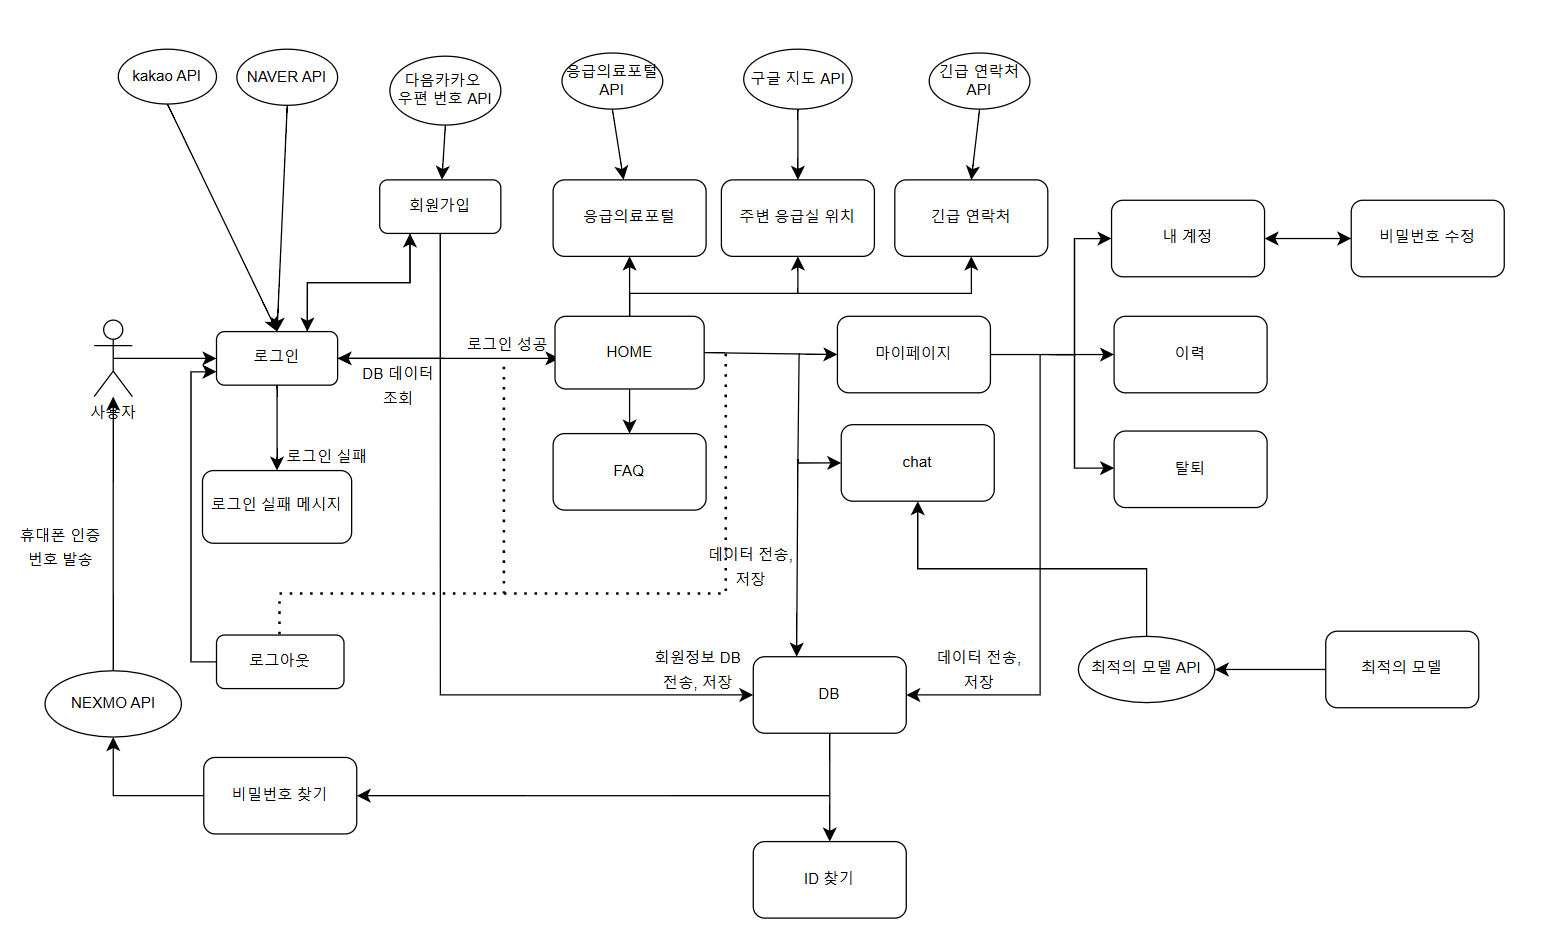 kakao API
NAVER API
다음카카오
우편 번호 API
응급의료포털
API
구글 지도 API
긴급 연락처
API
회원가입
응급의료포털
주변 응급실 위치
긴급 연락처
내 계정
비밀번호 수정
로그인
로그인 성공
DB 데이터
조회
HOME
마이페이지
이력
사용자
로그인 실패
로그인 실패 메시지
FAQ
chat
탈퇴
휴대폰 인증
번호 발송
데이터 전송,
저장
로그아웃
회원정보 DB
전송, 저장
데이터 전송,
저장
최적의 모델 API
최적의 모델
NEXMO API
DB
비밀번호 찾기
ID 찾기